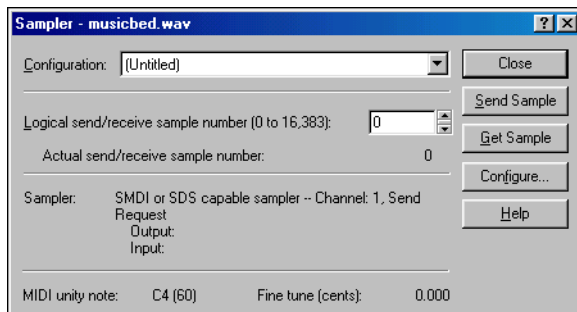 Sampler - musicbed.wav
Configuration: (Untitled)
Close
Send Sample
Logical send/receive sample number (0 to 16,383): 0
Get Sample
Actual send/receive sample number: 0
Configure...
Sampler: SMDI or SDS capable sampler -- Channel: 1, Send
Request
Output:
Input:
Help
MIDI unity note: C4 (60) Fine tune (cents): 0.000